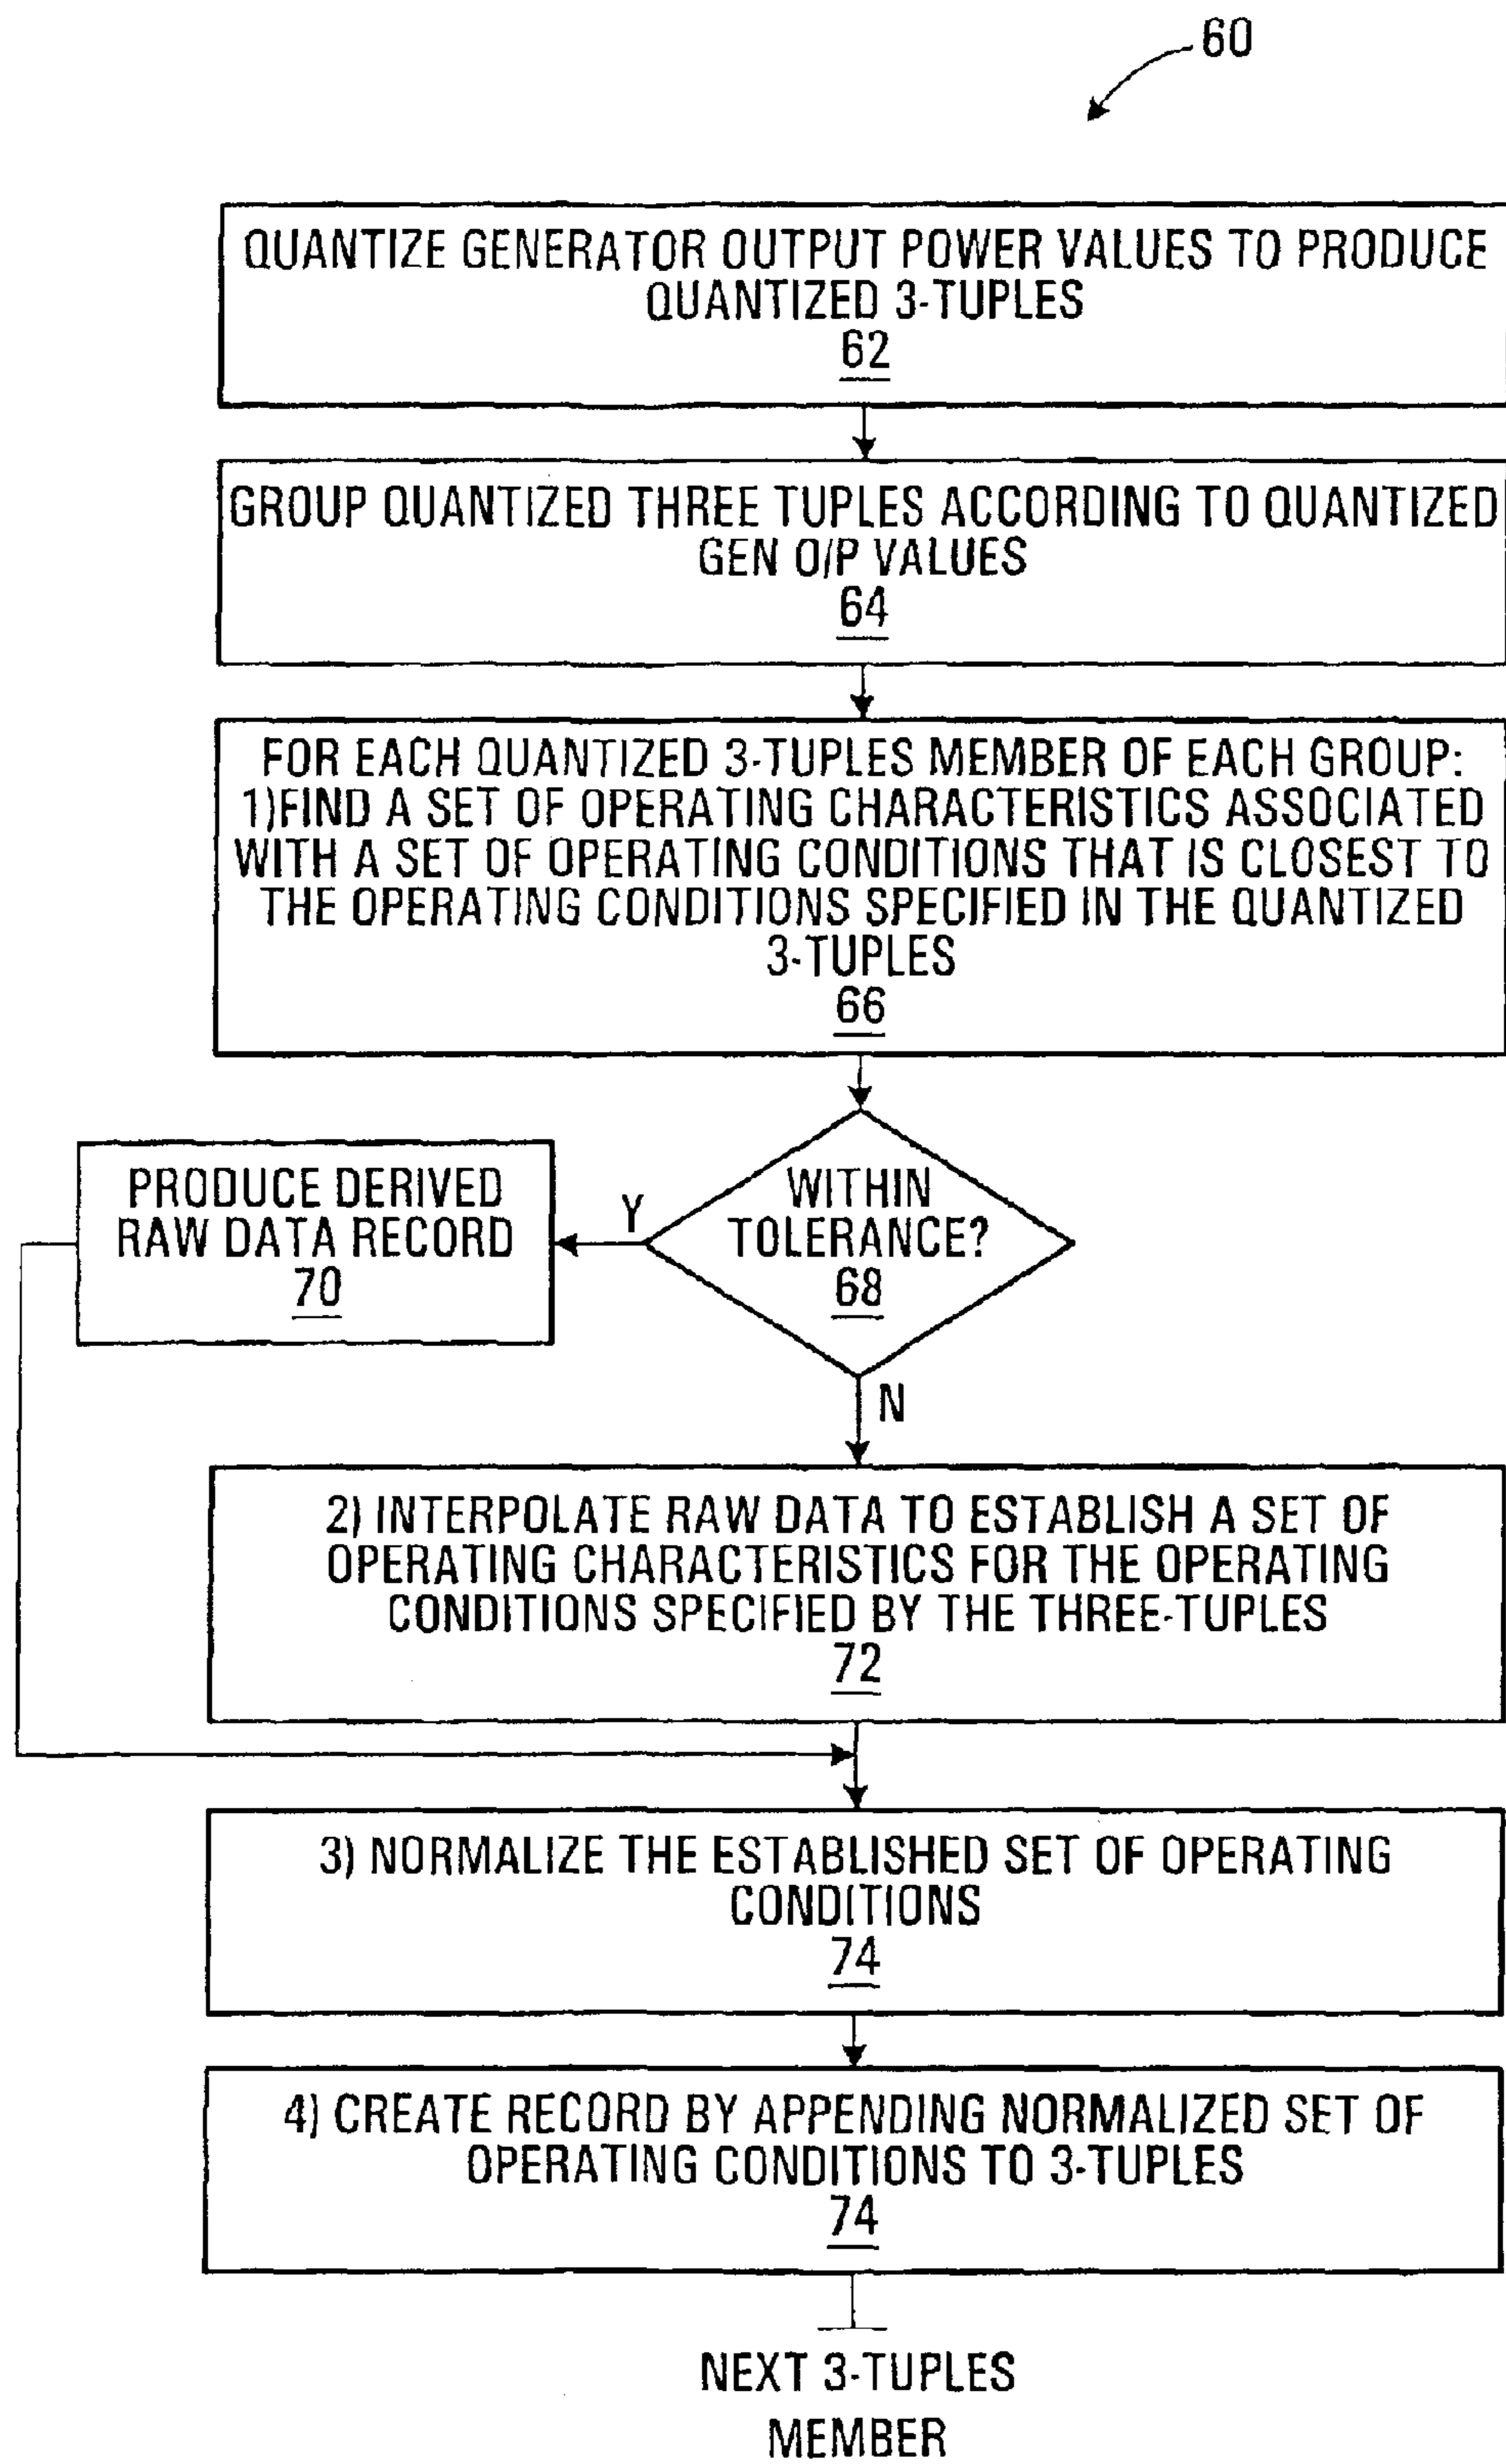 60
QUANTIZE GENERATOR OUTPUT POWER VALUES TO PRODUCE
QUANTIZED 3-TUPLES
62
GROUP QUANTIZED THREE TUPLES ACCORDING TO QUANTIZED
GEN O/P VALUES
64
FOR EACH QUANTIZED 3-TUPLES MEMBER OF EACH GROUP:
1)FIND A SET OF OPERATING CHARACTERISTICS ASSOCIATED
WITH A SET OF OPERATING CONDITIONS THAT IS CLOSEST TO
THE OPERATING CONDITIONS SPECIFIED IN THE QUANTIZED
3-TUPLES
66
WITHIN
TOLERANCE?
68
Y
PRODUCE DERIVED
RAW DATA RECORD
70
N
2) INTERPOLATE RAW DATA TO ESTABLISH A SET OF
OPERATING CHARACTERISTICS FOR THE OPERATING
CONDITIONS SPECIFIED BY THE THREE-TUPLES
72
3) NORMALIZE THE ESTABLISHED SET OF OPERATING
CONDITIONS
74
4) CREATE RECORD BY APPENDING NORMALIZED SET OF
OPERATING CONDITIONS TO 3-TUPLES
74
NEXT 3-TUPLES
MEMBER